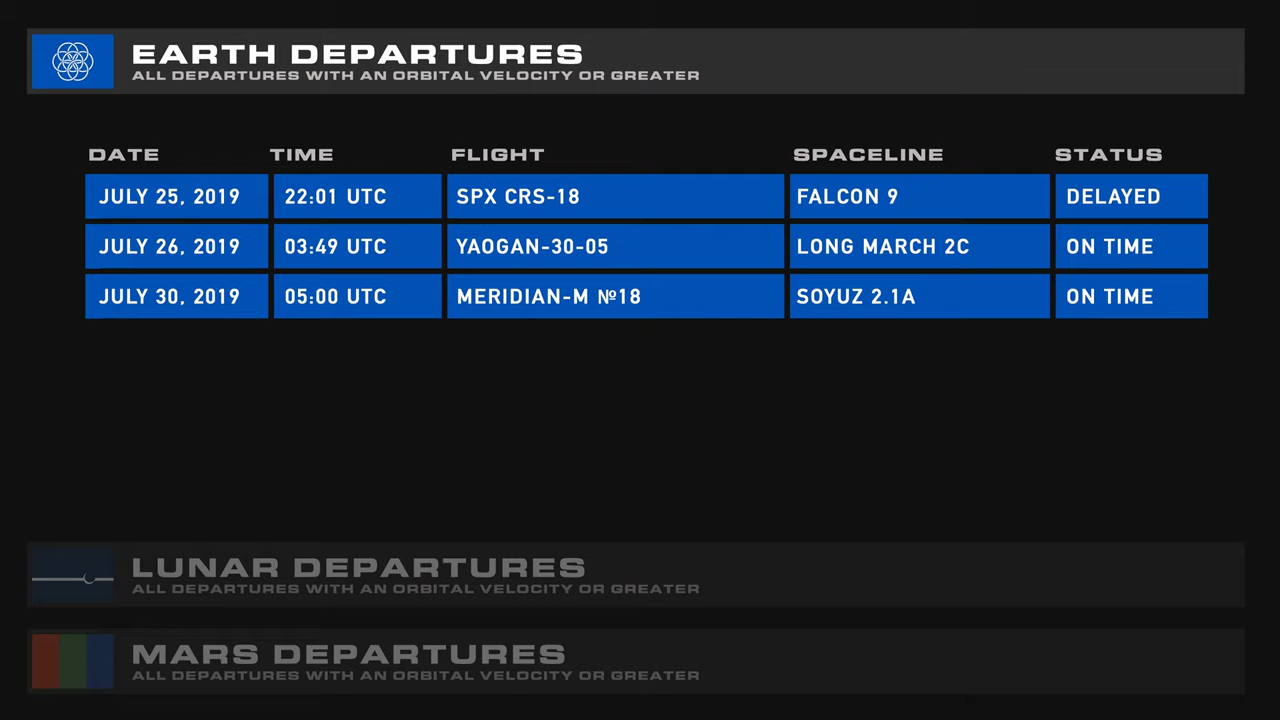 EARTH DEPARTURES
ALL DEPARTURES WITH AN ORBITAL VELOCITY OR GREATER
DATE TIME FLIGHT SPACELINE STATUS
JULY 25, 2019 22:01 UTC SPX CRS-18 FALCON 9 DELAYED
JULY 26, 2019 03:49 UTC YAOGAN-30-05 LONG MARCH 2C ON TIME
JULY 30, 2019 05:00 UTC MERIDIAN-M №18 SOYUZ 2.1A ON TIME
LUNAR DEPARTURES
ALL DEPARTURES WITH AN ORBITAL VELOCITY OR GREATER
MARS DEPARTURES
ALL DEPARTURES WITH AN ORBITAL VELOCITY OR GREATER